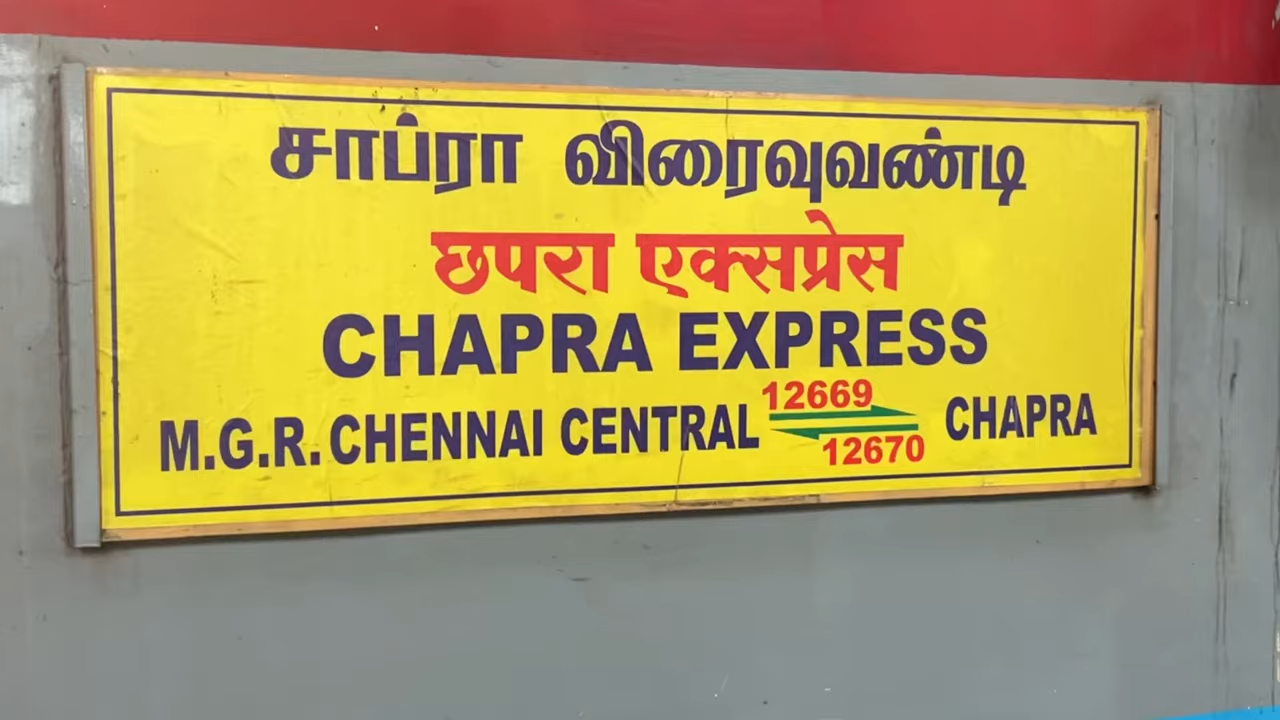 சாப்ரா விரைவுவண்டி
छपरा एक्सप्रेस
CHAPRA EXPRESS
12669
M.G.R. CHENNAI CENTRAL CHAPRA
12670